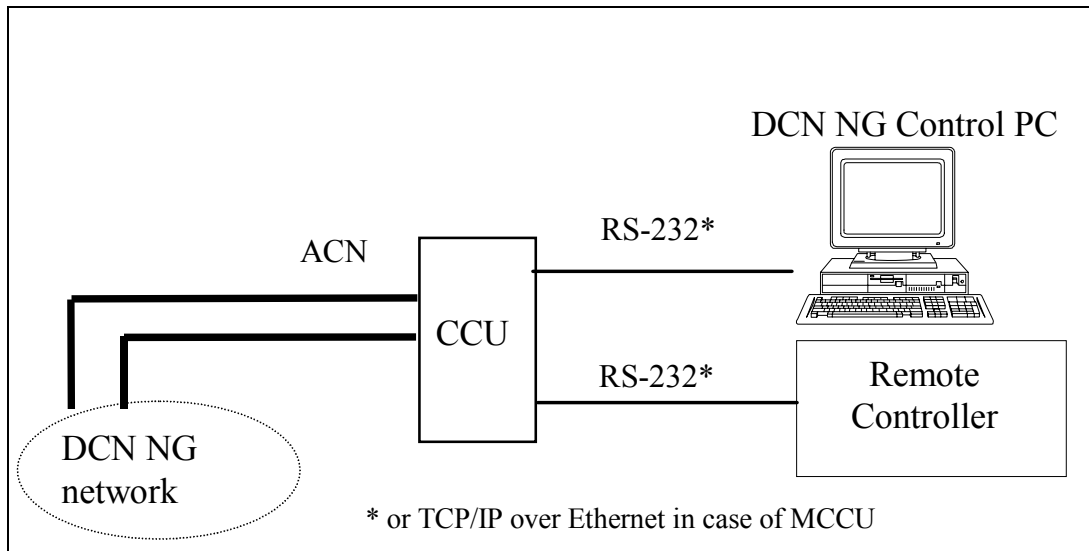 DCN NG Control PC
RS-232*
ACN
CCU
RS-232*
Remote
Controller
DCN NG
network
* or TCP/IP over Ethernet in case of MCCU